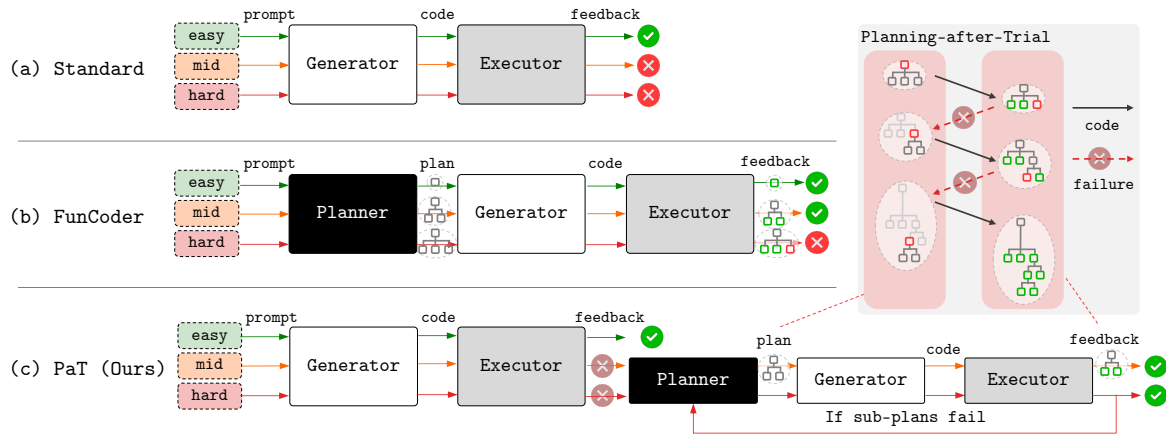 (a) Standard
easy
mid
hard
prompt
Generator
code
Executor
feedback
(b) FunCoder
easy
mid
hard
prompt
Planner
plan
Generator
code
Executor
feedback
(c) PaT (Ours)
easy
mid
hard
prompt
Generator
code
Executor
feedback
Planner
plan
Generator
code
Executor
feedback
If sub-plans fail
Planning-after-Trial
code
failure